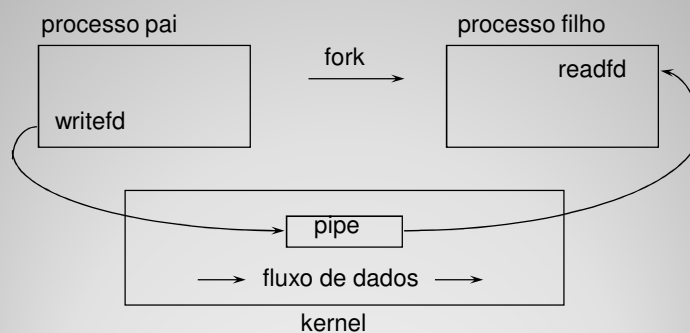 processo pai
processo filho
fork
readfd
writefd
pipe
fluxo de dados
kernel